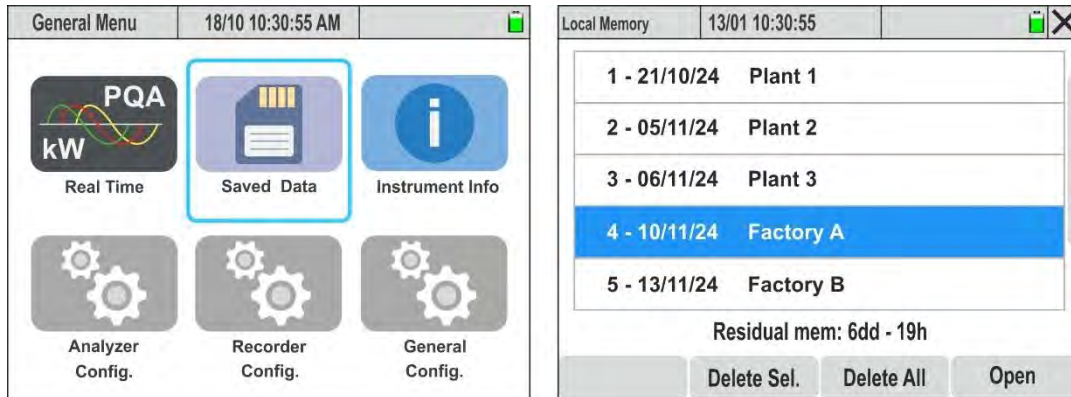 General Menu 18/10 10:30:55 AM
PQA
kW
Real Time Saved Data Instrument Info
Analyzer Recorder General
Config. Config. Config.
Local Memory 13/01 10:30:55
1 - 21/10/24 Plant 1
2 - 05/11/24 Plant 2
3 - 06/11/24 Plant 3
4 - 10/11/24 Factory A
5 - 13/11/24 Factory B
Residual mem: 6dd - 19h
Delete Sel. Delete All Open